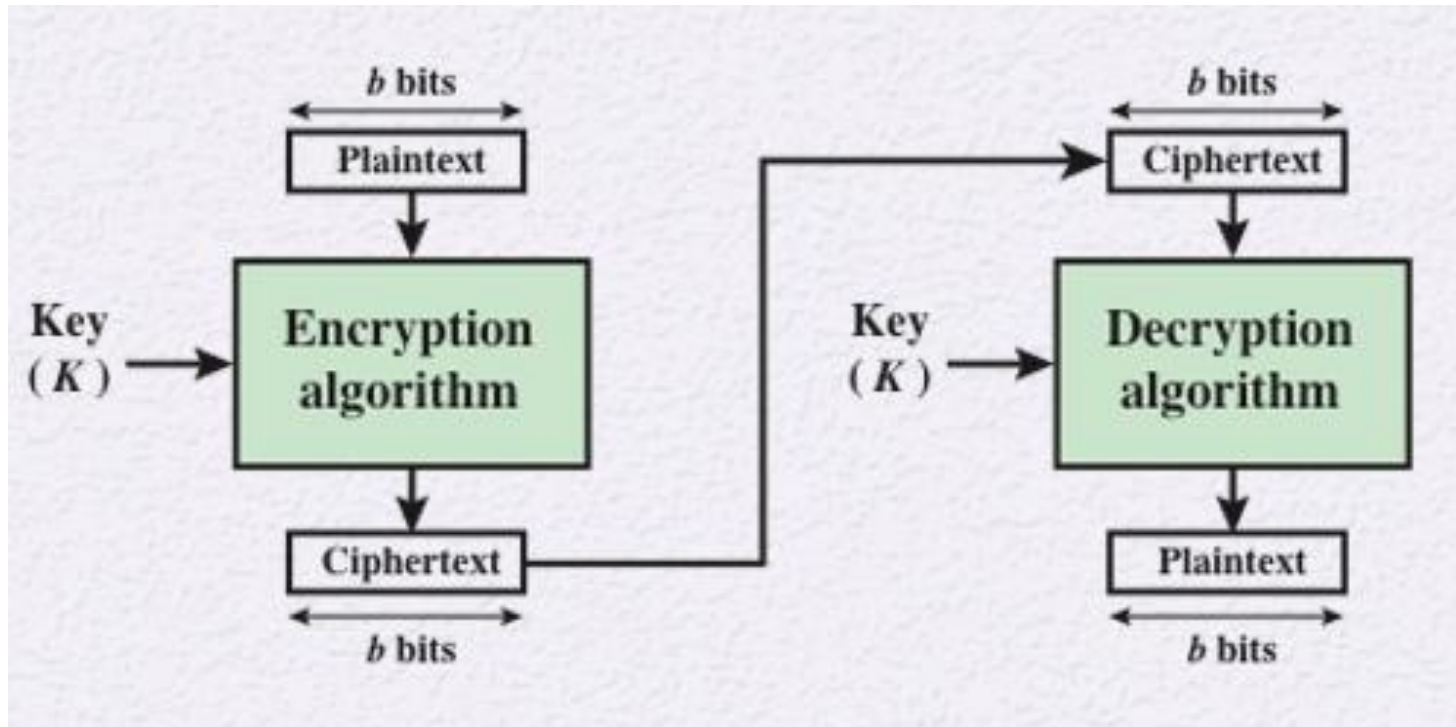 b bits
Plaintext
Key
( K )
Encryption
algorithm
Ciphertext
b bits
b bits
Ciphertext
Key
( K )
Decryption
algorithm
Plaintext
b bits